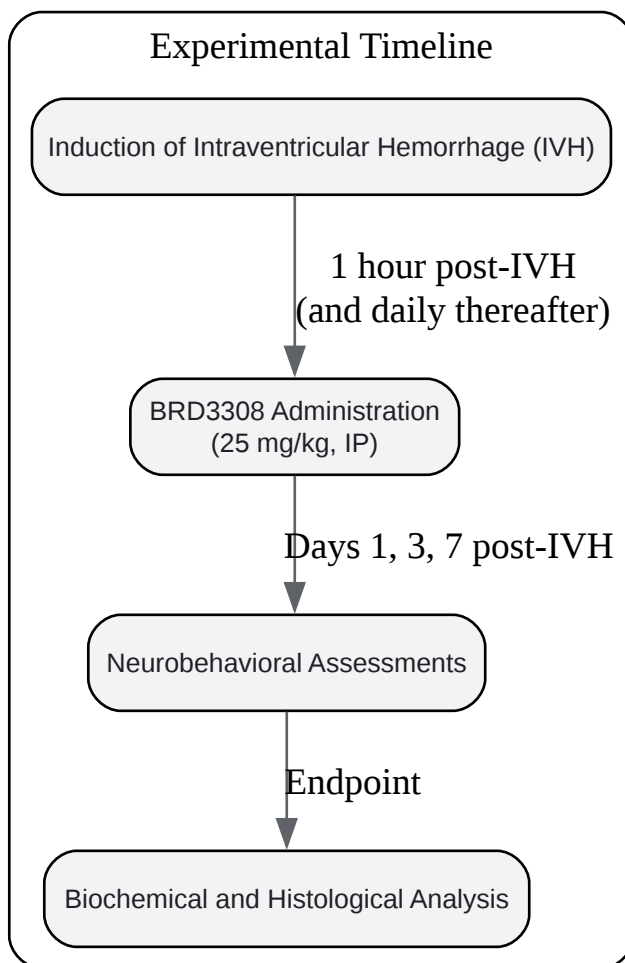 Experimental Timeline
Induction of Intraventricular Hemorrhage (IVH)
1 hour post-IVH
(and daily thereafter)
BRD3308 Administration
(25 mg/kg, IP)
Days 1, 3, 7 post-IVH
Neurobehavioral Assessments
Endpoint
Biochemical and Histological Analysis